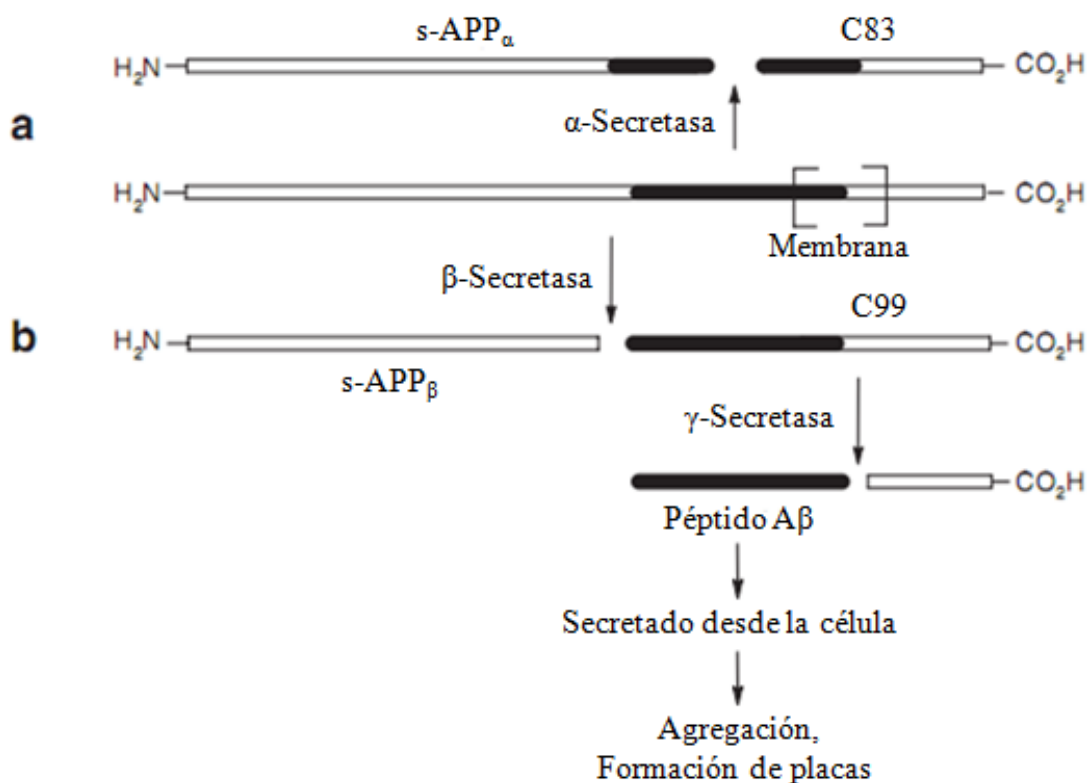 s-APPα C83
H₂N CO₂H
a
α-Secretasa
H₂N CO₂H
Membrana
β-Secretasa
C99
b H₂N CO₂H
s-APPβ
γ-Secretasa
CO₂H
Péptido Aβ
Secretado desde la célula
Agregación,
Formación de placas